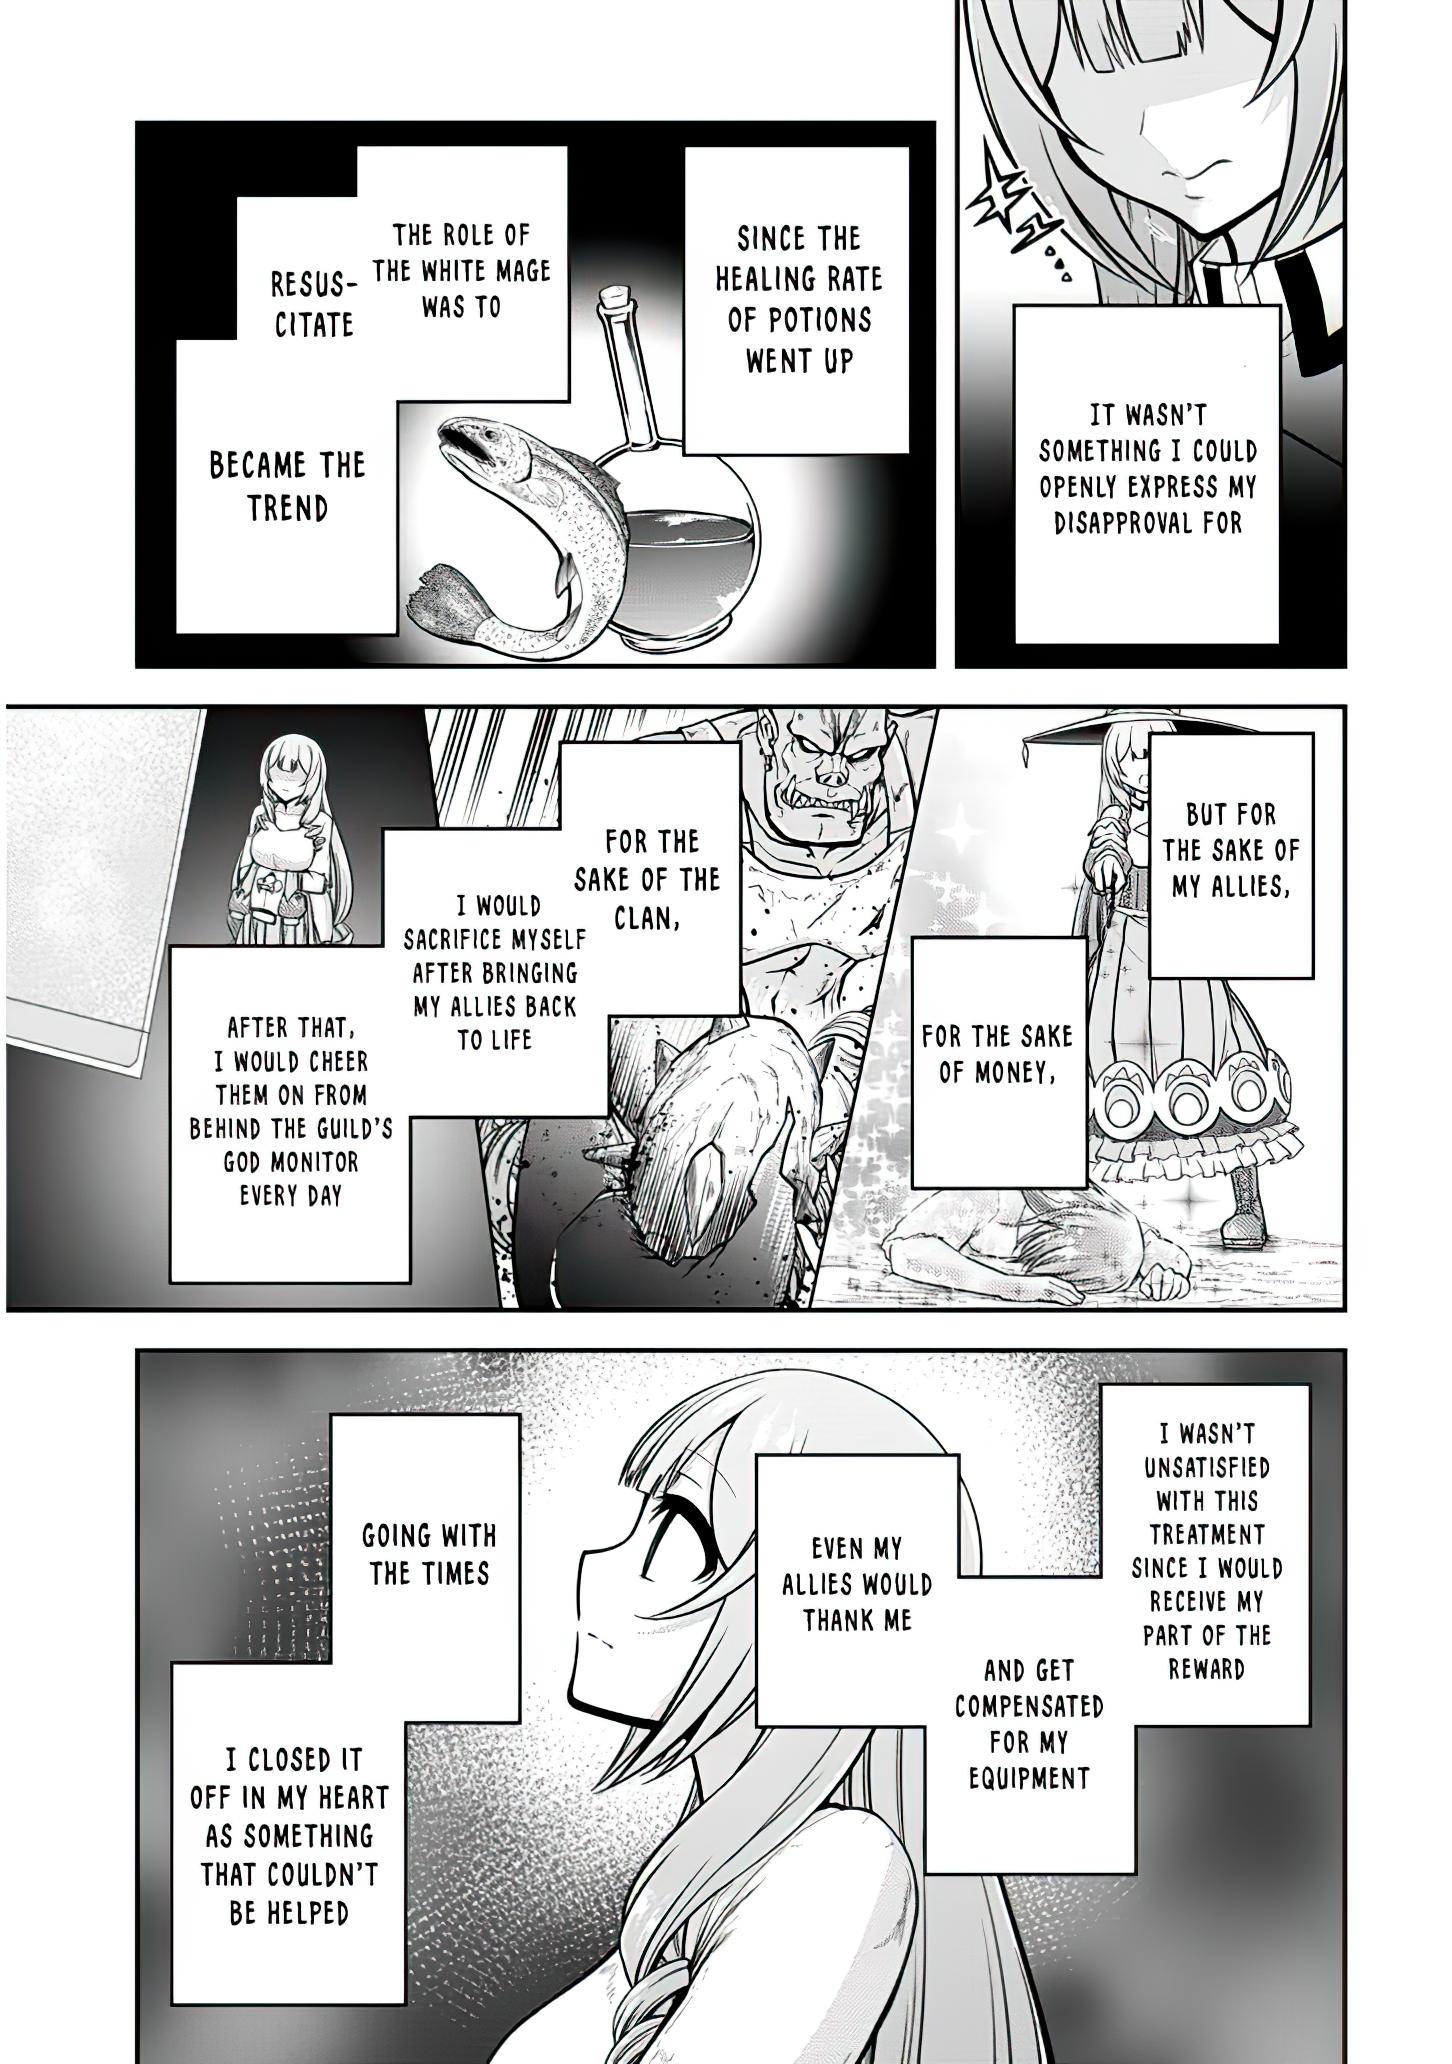 IT WASN'T
SOMETHING I COULD
OPENLY EXPRESS MY
DISAPPROVAL FOR
SINCE THE
HEALING RATE
OF POTIONS
WENT UP
THE ROLE OF
THE WHITE MAGE
WAS TO
RESUS-
CITATE
BECAME THE
TREND
BUT FOR
THE SAKE OF
MY ALLIES,
FOR THE SAKE
OF MONEY,
FOR THE
SAKE OF THE
CLAN,
I WOULD
SACRIFICE MYSELF
AFTER BRINGING
MY ALLIES BACK
TO LIFE
AFTER THAT,
I WOULD CHEER
THEM ON FROM
BEHIND THE GUILD'S
GOD MONITOR
EVERY DAY
I WASN'T
UNSATISFIED
WITH THIS
TREATMENT
SINCE I WOULD
RECEIVE MY
PART OF THE
REWARD
AND GET
COMPENSATED
FOR MY
EQUIPMENT
EVEN MY
ALLIES WOULD
THANK ME
GOING WITH
THE TIMES
I CLOSED IT
OFF IN MY HEART
AS SOMETHING
THAT COULDN'T
BE HELPED